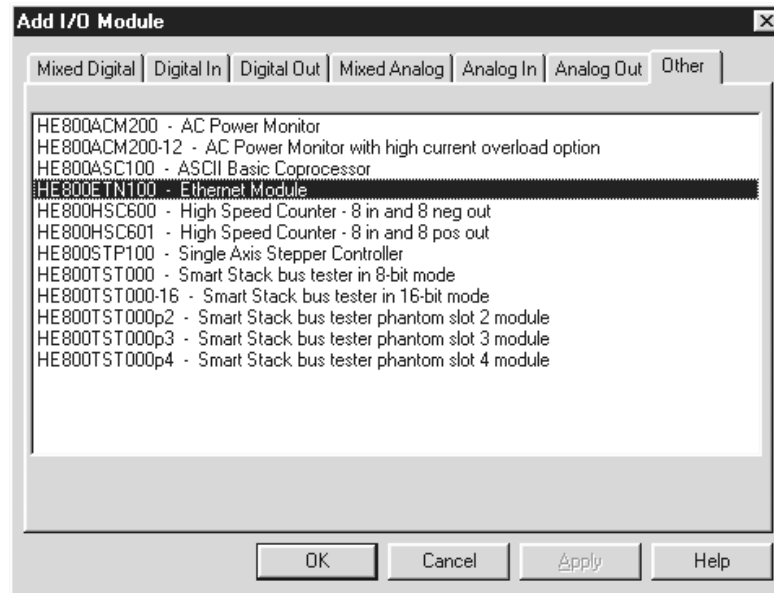 Add I/O Module
Mixed Digital Digital In Digital Out Mixed Analog Analog In Analog Out Other
HE800ACM200 - AC Power Monitor
HE800ACM200-12 - AC Power Monitor with high current overload option
HE800ASC100 - ASCII Basic Coprocessor
HE800ETN100 - Ethernet Module
HE800HSC600 - High Speed Counter - 8 in and 8 neg out
HE800HSC601 - High Speed Counter - 8 in and 8 pos out
HE800STP100 - Single Axis Stepper Controller
HE800TST000 - Smart Stack bus tester in 8-bit mode
HE800TST000-16 - Smart Stack bus tester in 16-bit mode
HE800TST000p2 - Smart Stack bus tester phantom slot 2 module
HE800TST000p3 - Smart Stack bus tester phantom slot 3 module
HE800TST000p4 - Smart Stack bus tester phantom slot 4 module
OK Cancel Apply Help